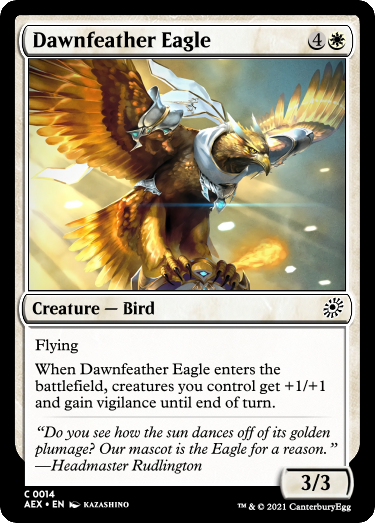 Dawnfeather Eagle 4
Creature — Bird
Flying
When Dawnfeather Eagle enters the
battlefield, creatures you control get +1/+1
and gain vigilance until end of turn.
“Do you see how the sun dances off of its golden
plumage? Our mascot is the Eagle for a reason.”
—Headmaster Rudlington
3/3
C 0014
AEX • EN KAZASHINO
™ & © 2021 CanterburyEgg